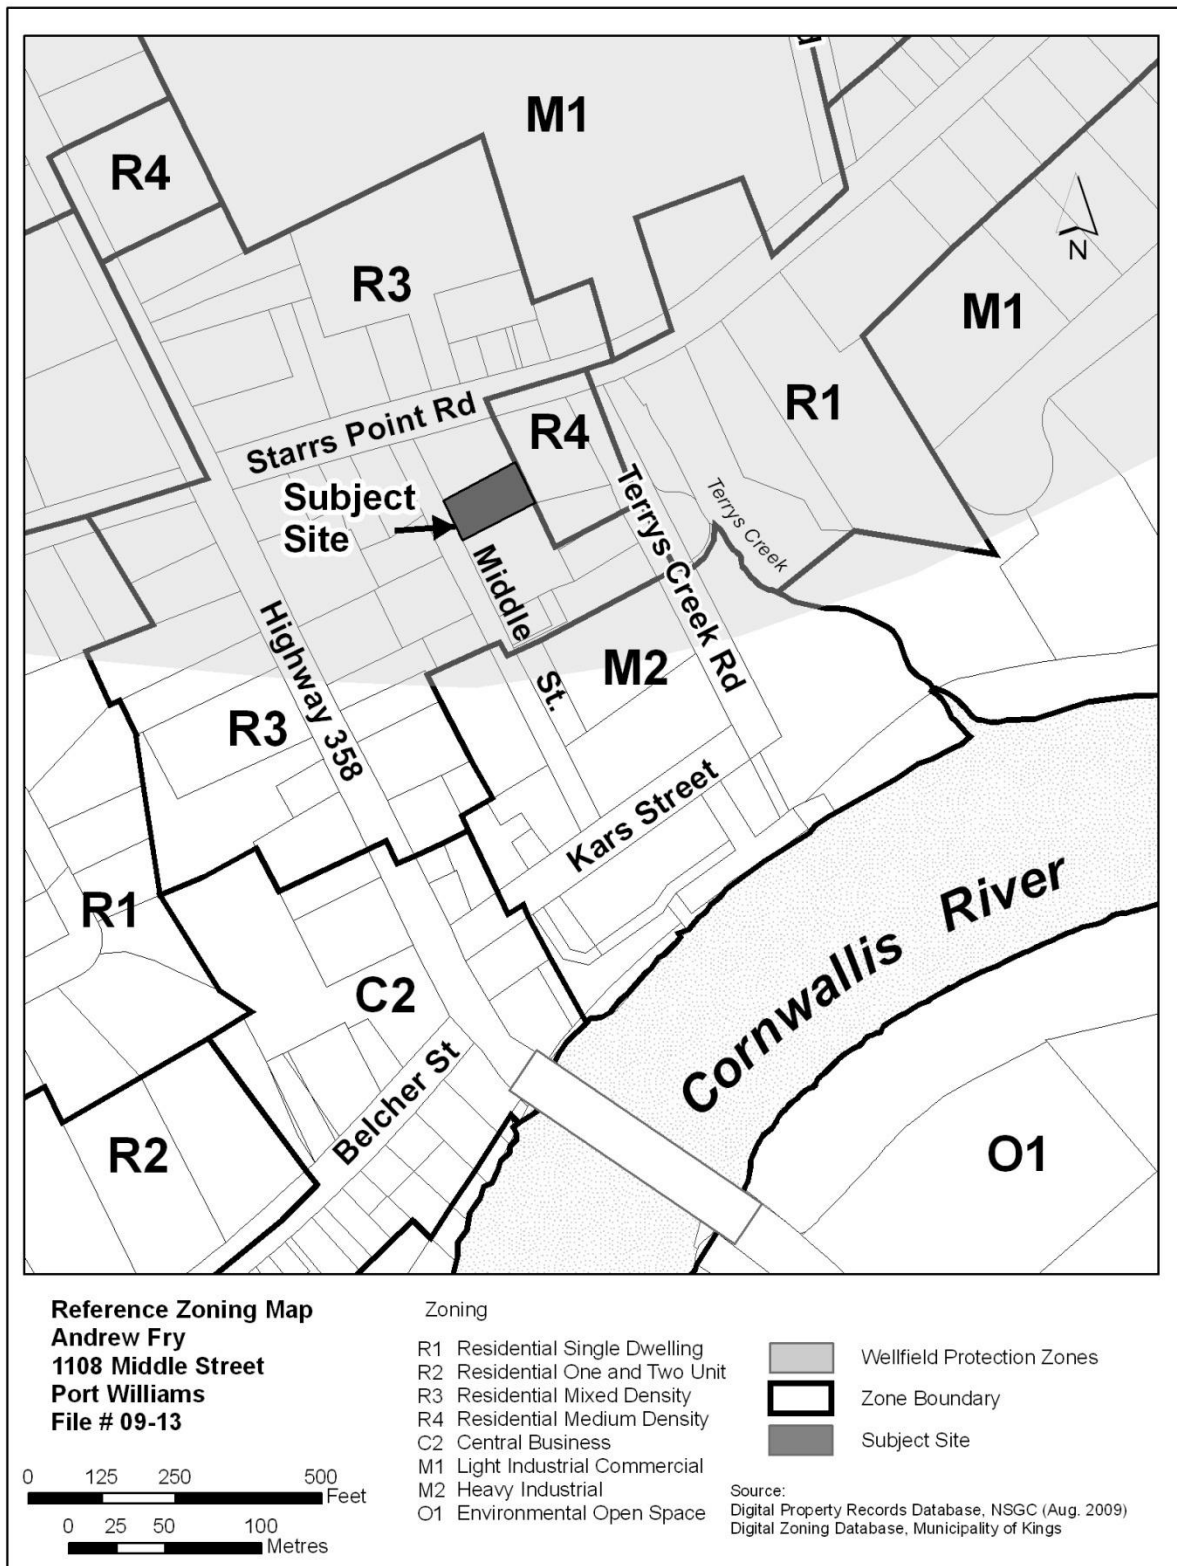 M1
R4
N
R3
M1
R1
Starrs Point Rd
R4
Subject
Site
Terrys Creek
Terrys Creek Rd
Middle St.
Highway 358
M2
R3
Kars Street
R1
Cornwallis River
C2
Belcher St
R2
O1
Reference Zoning Map
Andrew Fry
1108 Middle Street
Port Williams
File # 09-13
0 125 250 500
Feet
0 25 50 100
Metres
Zoning
R1 Residential Single Dwelling
R2 Residential One and Two Unit
R3 Residential Mixed Density
R4 Residential Medium Density
C2 Central Business
M1 Light Industrial Commercial
M2 Heavy Industrial
O1 Environmental Open Space
Wellfield Protection Zones
Zone Boundary
Subject Site
Source:
Digital Property Records Database, NSGC (Aug. 2009)
Digital Zoning Database, Municipality of Kings